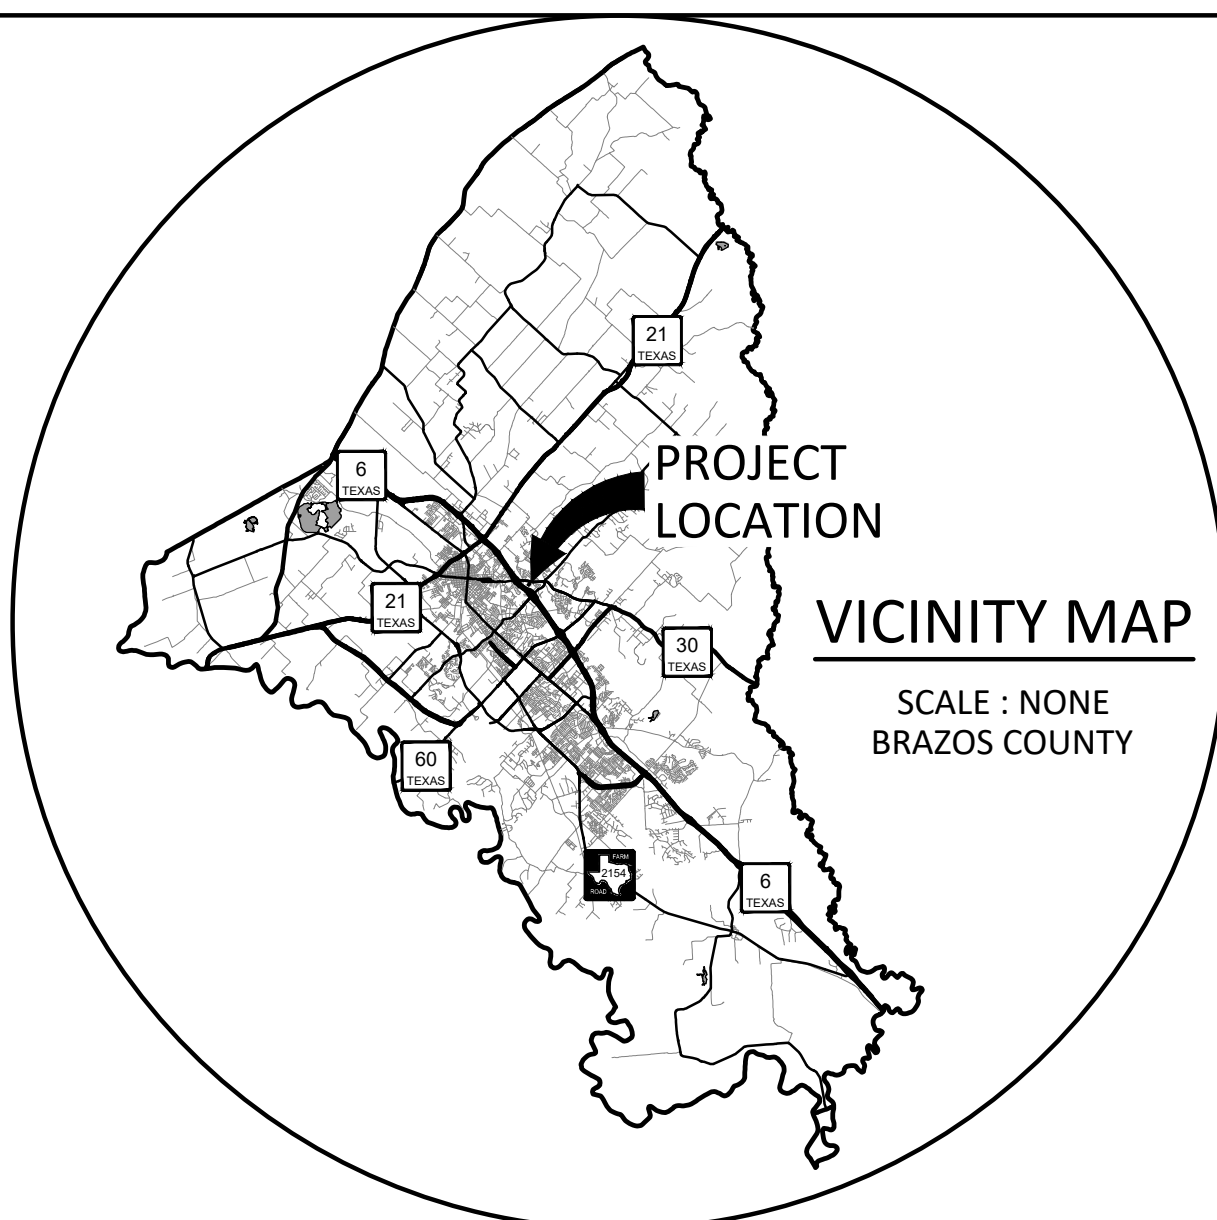 21
TEXAS
PROJECT
LOCATION
6
TEXAS
21
TEXAS
VICINITY MAP
30
TEXAS
SCALE : NONE
BRAZOS COUNTY
60
TEXAS
FARM
2154
ROAD
6
TEXAS